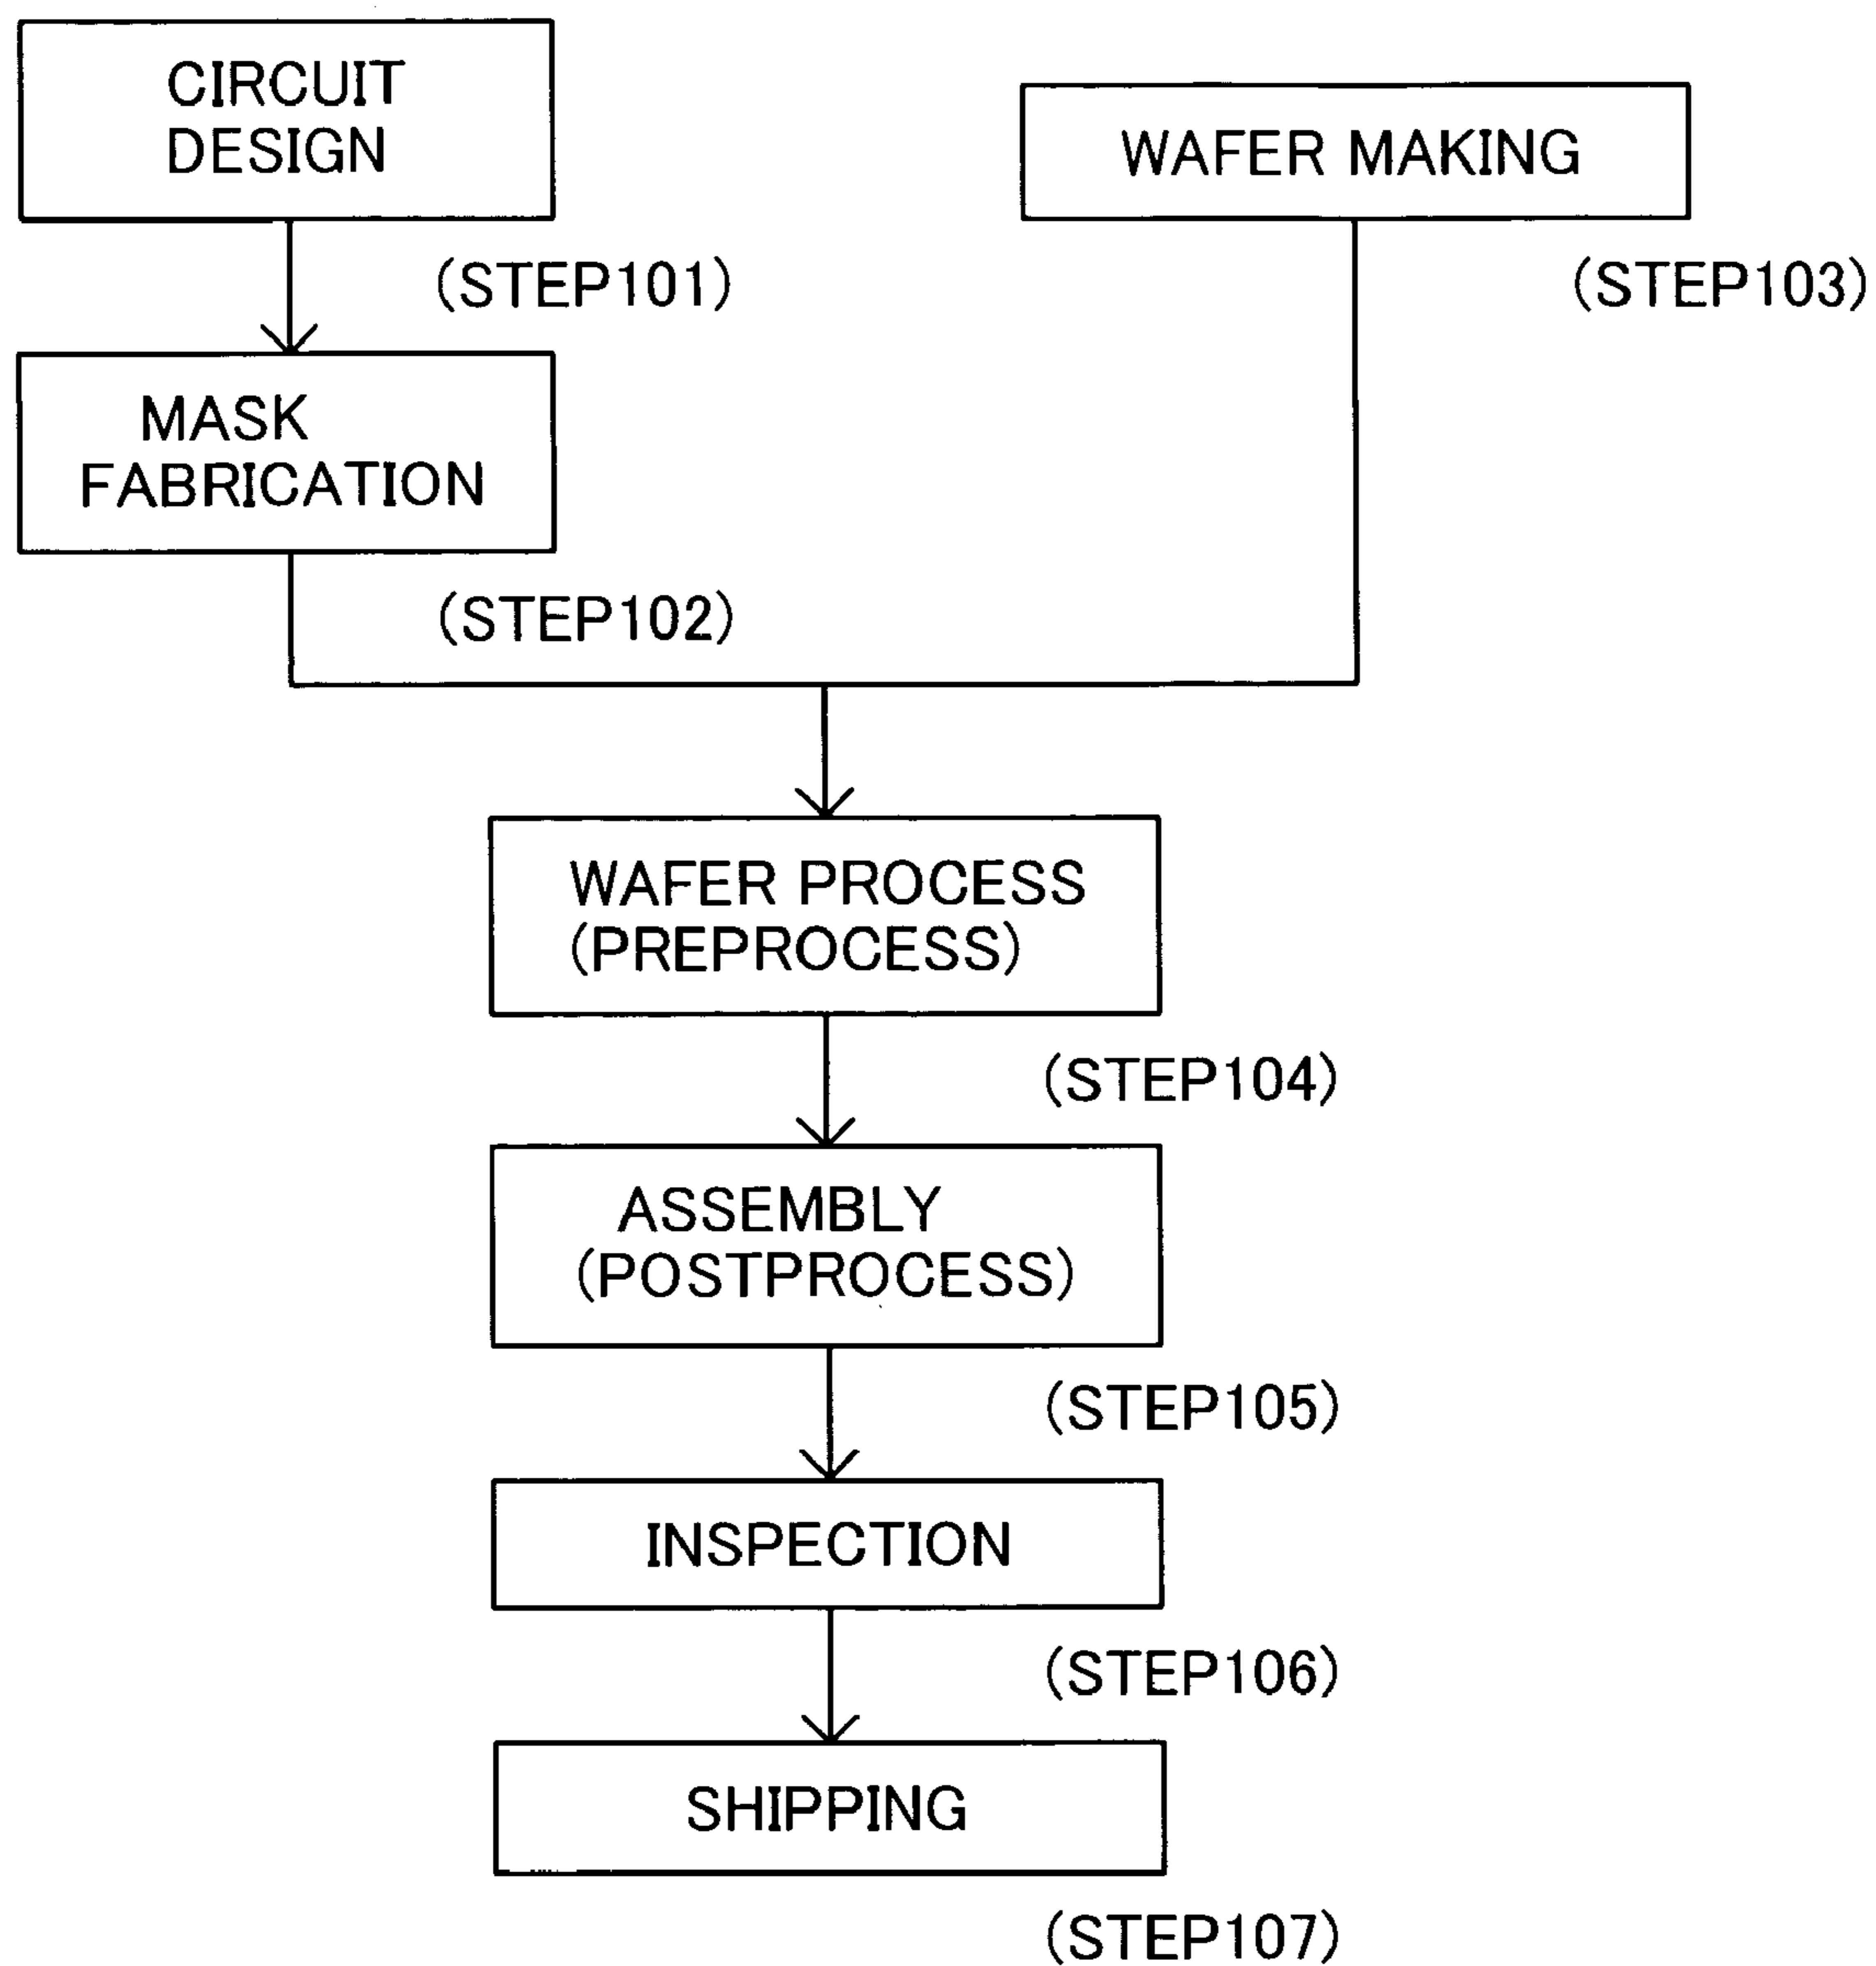 CIRCUIT
DESIGN
WAFER MAKING
(STEP101)
(STEP103)
MASK
FABRICATION
(STEP102)
WAFER PROCESS
(PREPROCESS)
(STEP104)
ASSEMBLY
(POSTPROCESS)
(STEP105)
INSPECTION
(STEP106)
SHIPPING
(STEP107)